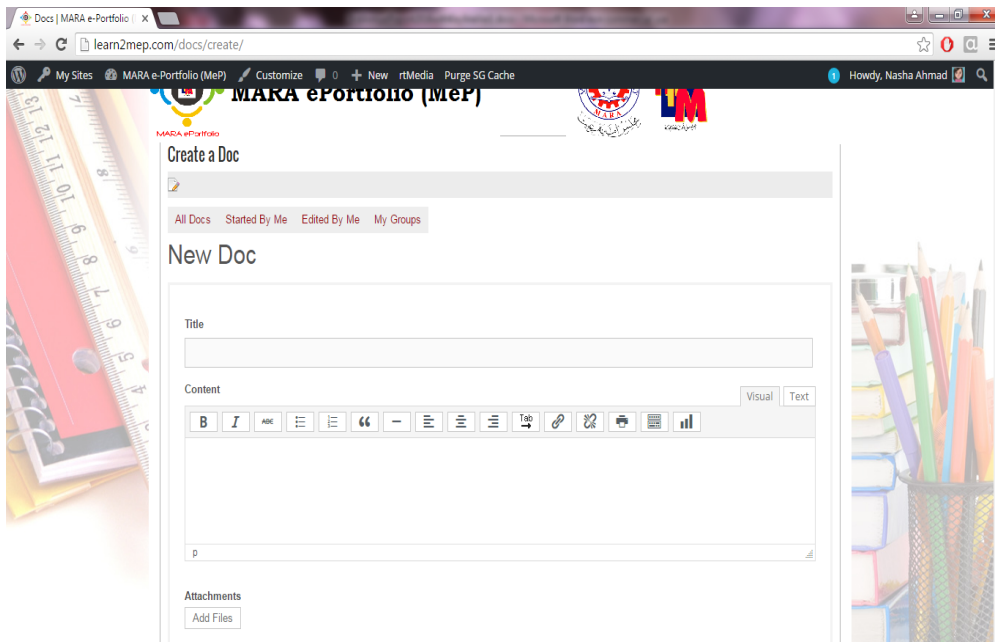 Docs | MARA e-Portfolio (
learn2mep.com/docs/create/
My Sites MARA e-Portfolio (MeP) Customize 0 + New rtMedia Purge SG Cache 1 Howdy, Nasha Ahmad
MARA ePortfolio (MeP)
MARA ePortfolio
MARA
Create a Doc
All Docs Started By Me Edited By Me My Groups
New Doc
Title
Content
Visual Text
B I ABC Tab
p
Attachments
Add Files